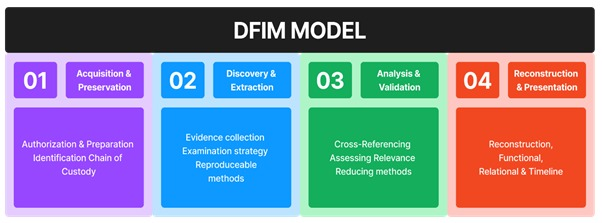 DFIM MODEL
01
Acquisition &
Preservation
Authorization & Preparation
Identification Chain of
Custody
02
Discovery &
Extraction
Evidence collection
Examination strategy
Reproduceable
methods
03
Analysis &
Validation
Cross-Referencing
Assessing Relevance
Reducing methods
04
Reconstruction
& Presentation
Reconstruction,
Functional,
Relational & Timeline